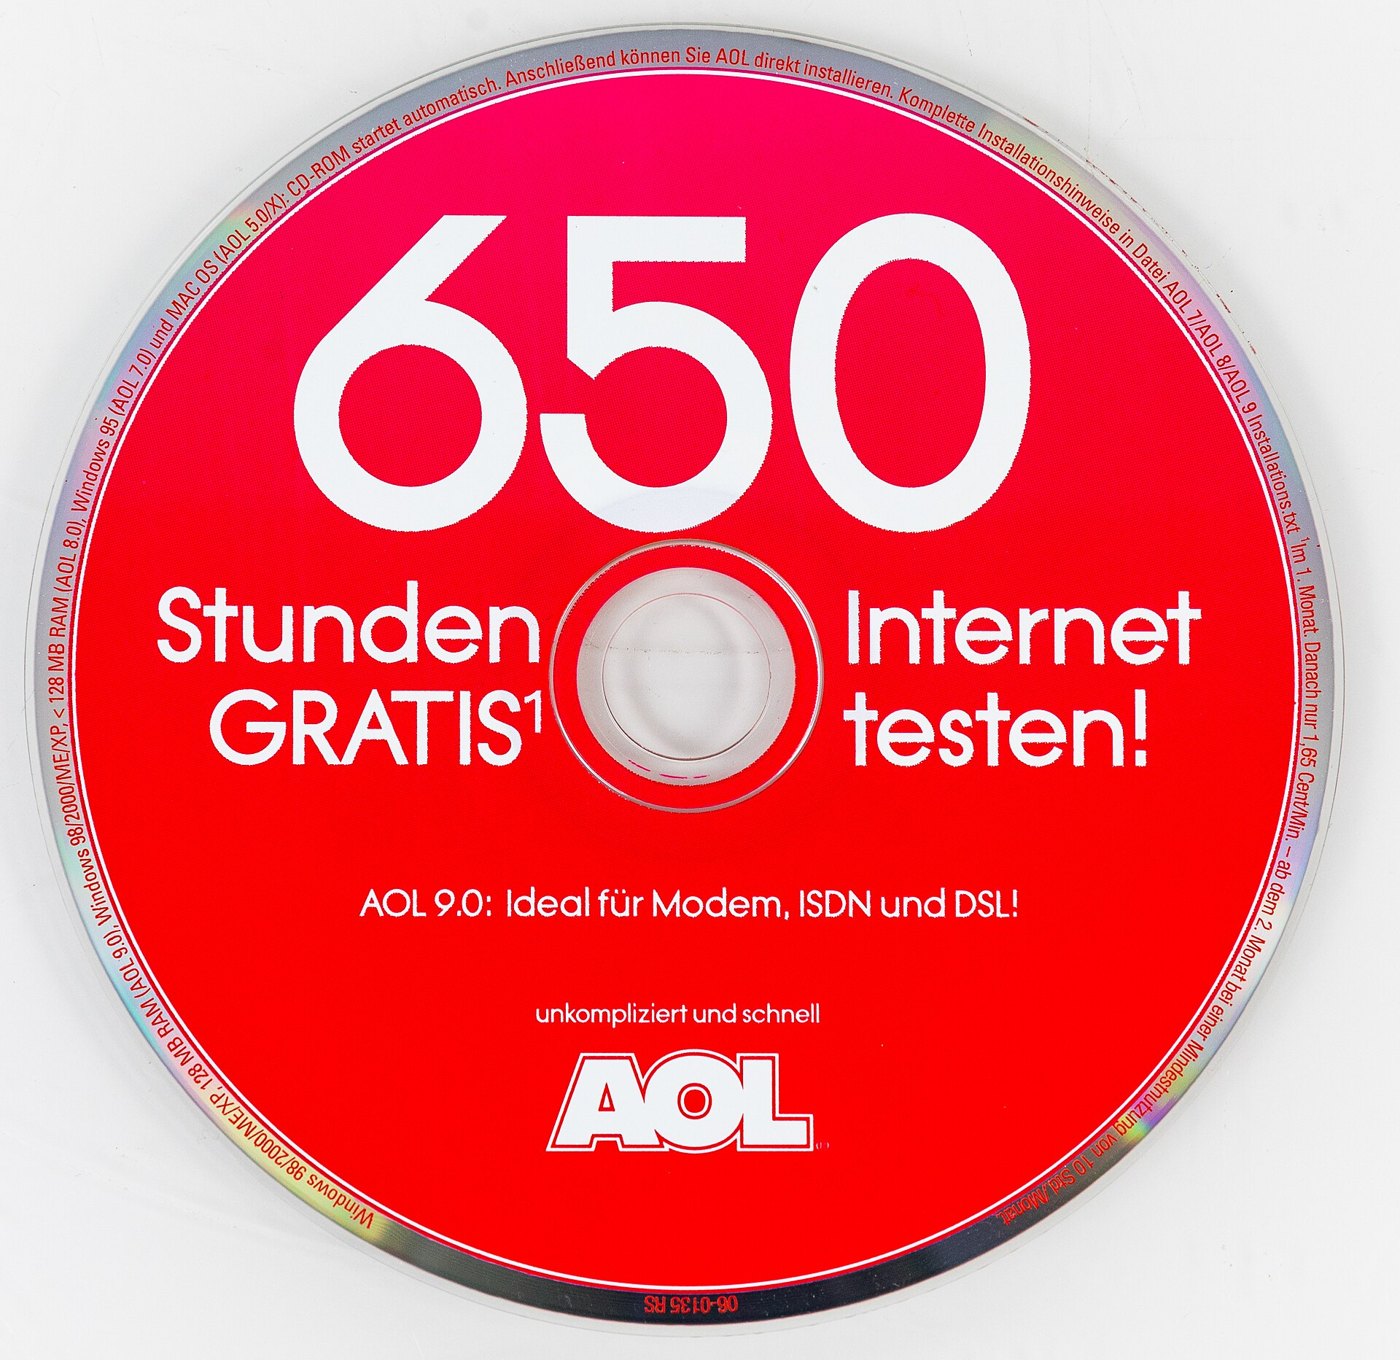 650
Stunden
GRATIS¹
Internet
testen!
AOL 9.0: Ideal für Modem, ISDN und DSL!
unkompliziert und schnell
AOL
Windows 98/2000/ME/XP, 128 MB RAM (AOL 9.0), Windows 98/2000/ME/XP, < 128 MB RAM (AOL 8.0), Windows 95 (AOL 7.0) und MAC OS (AOL 5.0/X): CD-ROM startet automatisch. Anschließend können Sie AOL direkt installieren. Komplette Installationshinweise in Datei AOL 7/AOL 8/AOL 9 Installations.txt ¹Im 1. Monat. Danach nur 1,65 Cent/Min. – ab dem 2. Monat bei einer Mindestnutzung von 10 Std./Monat.
06-0135 RS